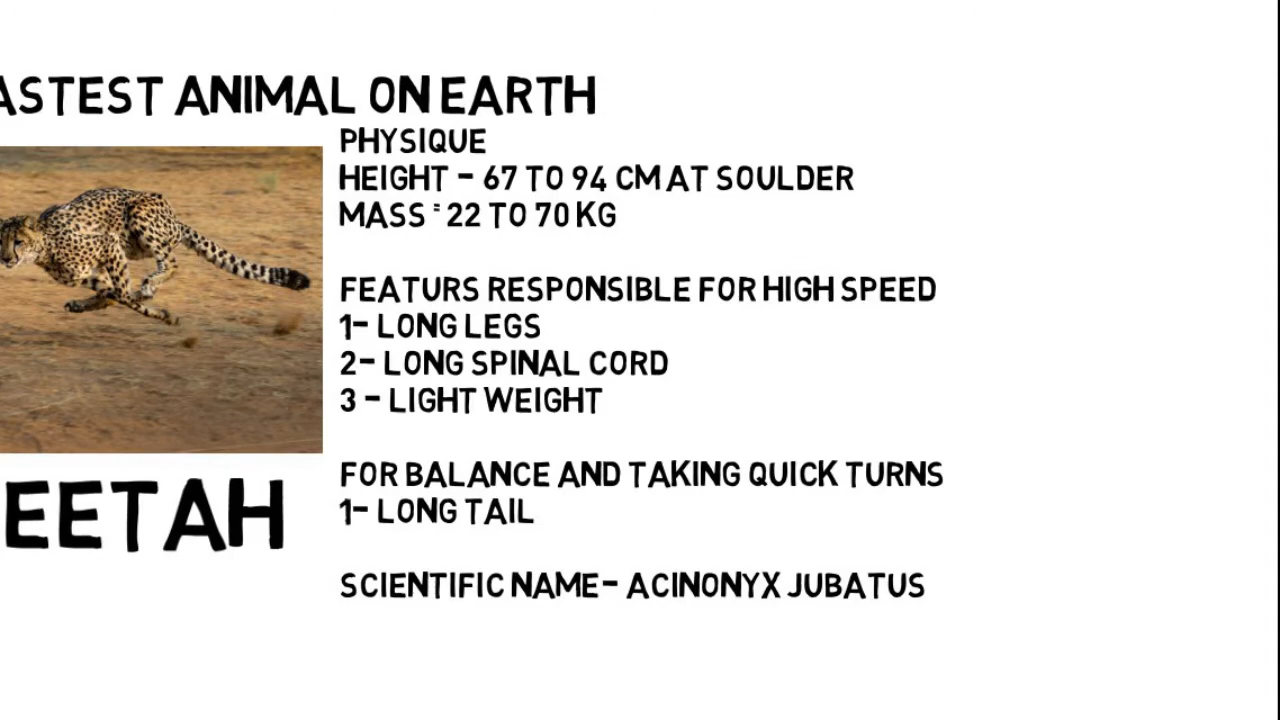 ASTEST ANIMAL ON EARTH
PHYSIQUE
HEIGHT - 67 TO 94 CM AT SOULDER
MASS = 22 TO 70 KG
FEATURS RESPONSIBLE FOR HIGH SPEED
1- LONG LEGS
2- LONG SPINAL CORD
3 - LIGHT WEIGHT
EETAH
FOR BALANCE AND TAKING QUICK TURNS
1- LONG TAIL
SCIENTIFIC NAME- ACINONYX JUBATUS